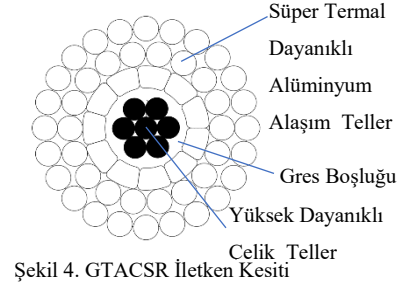 Süper Termal
Dayanıklı
Alüminyum
Alaşım Teller
Gres Boşluğu
Yüksek Dayanıklı
Celik Teller
Şekil 4. GTACSR İletken Kesiti